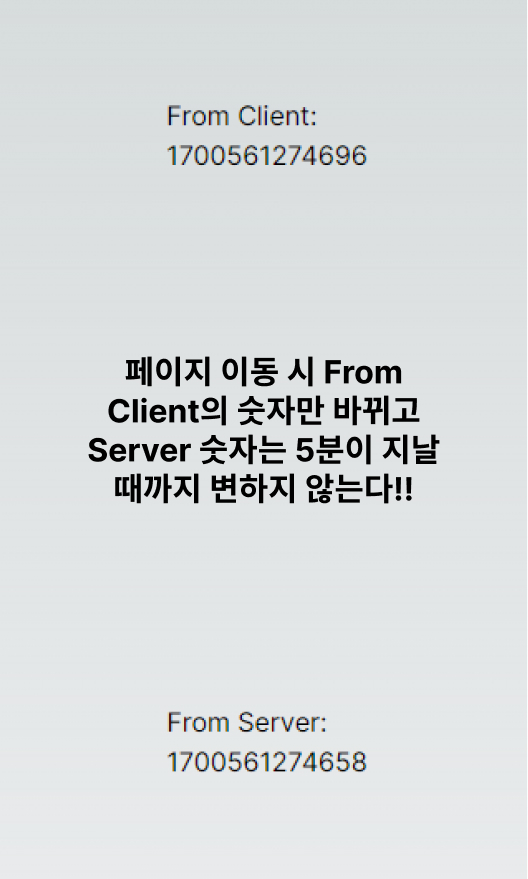 From Client:
1700561274696
페이지 이동 시 From
Client의 숫자만 바뀌고
Server 숫자는 5분이 지날
때까지 변하지 않는다!!
From Server:
1700561274658